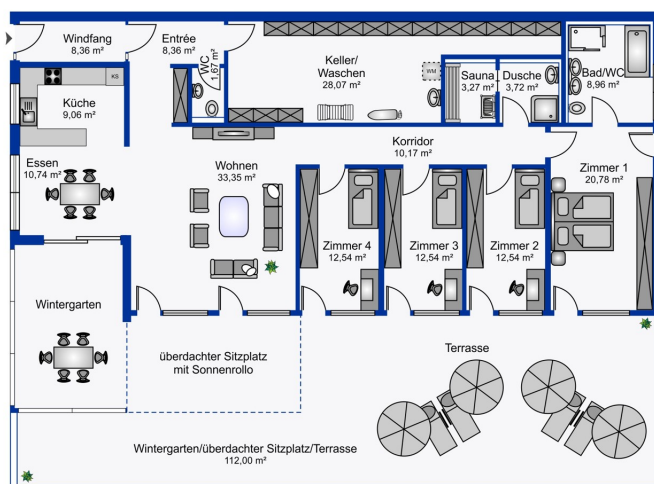 Windfang
8,36 m²
Entrée
8,36 m²
WC
1,67 m²
Keller/
Waschen
28,07 m²
WM
Sauna
3,27 m²
Dusche
3,72 m²
Bad/WC
8,96 m²
KS
Küche
9,06 m²
Essen
10,74 m²
Wohnen
33,35 m²
Korridor
10,17 m²
Zimmer 1
20,78 m²
Zimmer 4
12,54 m²
Zimmer 3
12,54 m²
Zimmer 2
12,54 m²
Wintergarten
überdachter Sitzplatz
mit Sonnenrollo
Terrasse
Wintergarten/überdachter Sitzplatz/Terrasse
112,00 m²